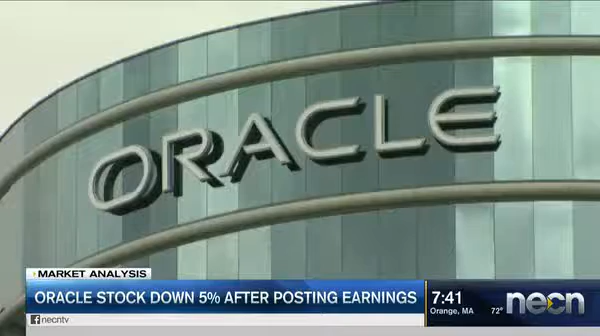 ORACLE
MARKET ANALYSIS
ORACLE STOCK DOWN 5% AFTER POSTING EARNINGS
7:41
Orange, MA 72°
necn
necntv